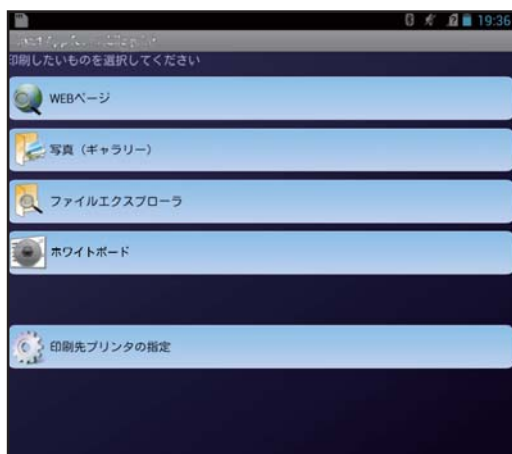 19:36
印刷したいものを選択してください
WEBページ
写真（ギャラリー）
ファイルエクスプローラ
ホワイトボード
印刷先プリンタの指定